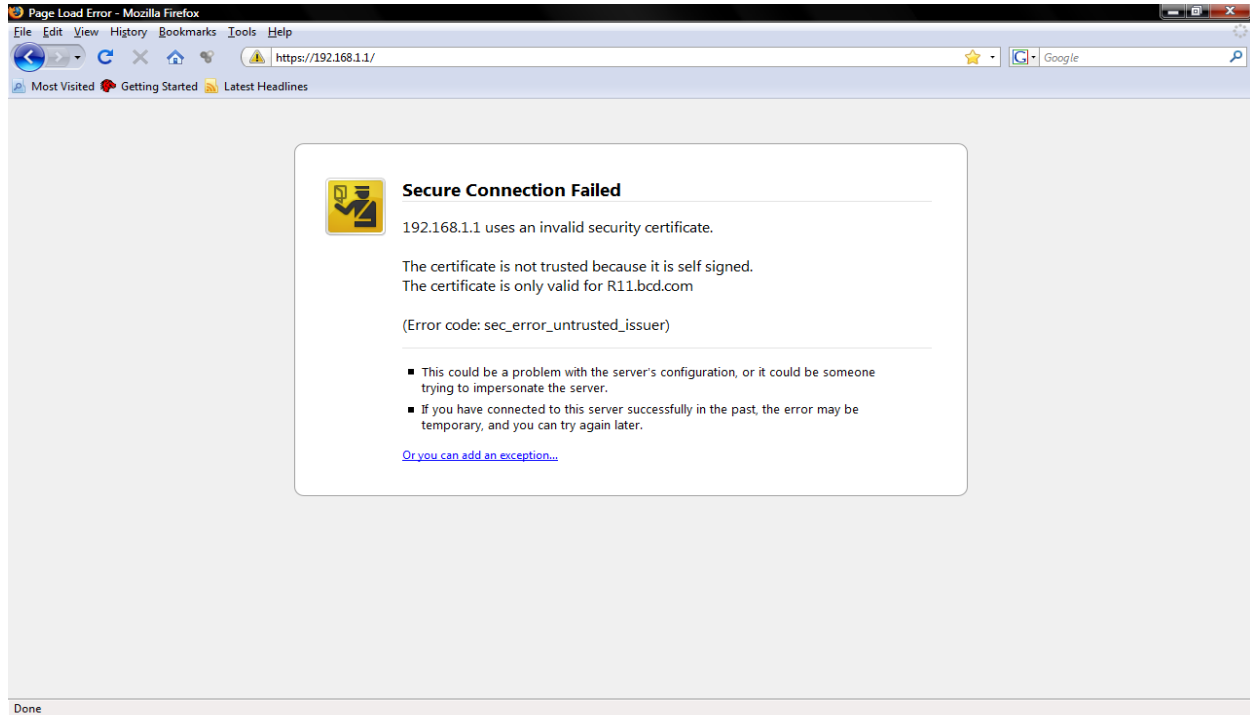 Page Load Error - Mozilla Firefox
File Edit View History Bookmarks Tools Help
https://192.168.1.1/
G Google
Most Visited Getting Started Latest Headlines
Secure Connection Failed
192.168.1.1 uses an invalid security certificate.
The certificate is not trusted because it is self signed.
The certificate is only valid for R11.bcd.com
(Error code: sec_error_untrusted_issuer)
This could be a problem with the server's configuration, or it could be someone
trying to impersonate the server.
If you have connected to this server successfully in the past, the error may be
temporary, and you can try again later.
Or you can add an exception...
Done